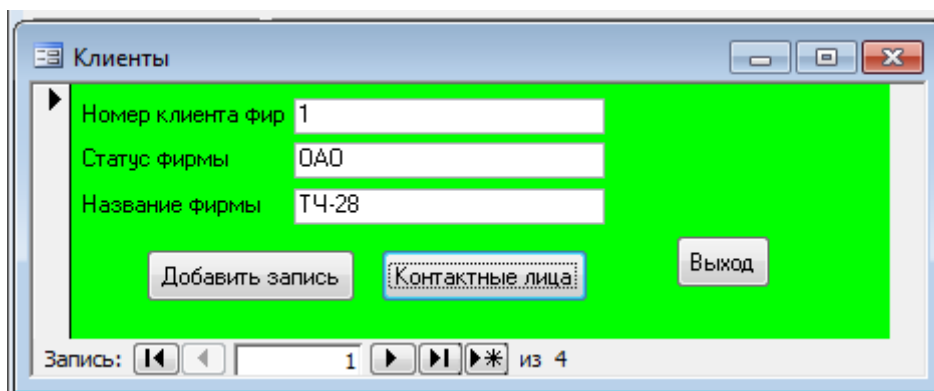 Клиенты
Номер клиента фир 1
Статус фирмы ОАО
Название фирмы ТЧ-28
Добавить запись Контактные лица Выход
Запись: 1 из 4